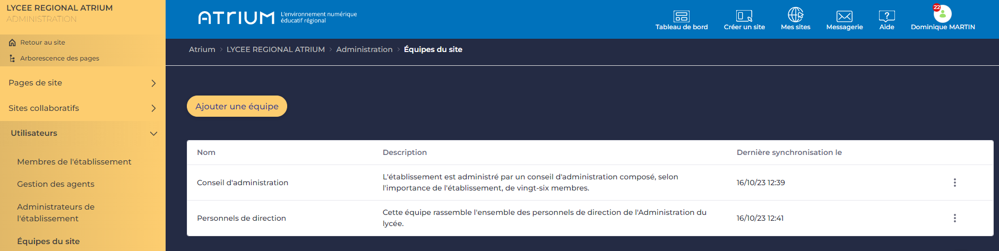 LYCEE REGIONAL ATRIUM
ADMINISTRATION
Retour au site
Arborescence des pages
Pages de site
Sites collaboratifs
Utilisateurs
Membres de l'établissement
Gestion des agents
Administrateurs de
l'établissement
Équipes du site
ATRIUM
L'environnement numérique
éducatif régional
Tableau de bord
Créer un site
Mes sites
Messagerie
?
Aide
22
Dominique MARTIN
Atrium > LYCEE REGIONAL ATRIUM > Administration > Équipes du site
Ajouter une équipe
Nom Description Dernière synchronisation le
Conseil d'administration
L'établissement est administré par un conseil d'administration composé, selon
l'importance de l'établissement, de vingt-six membres.
16/10/23 12:39
Personnels de direction
Cette équipe rassemble l'ensemble des personnels de direction de l'Administration du
lycée.
16/10/23 12:41